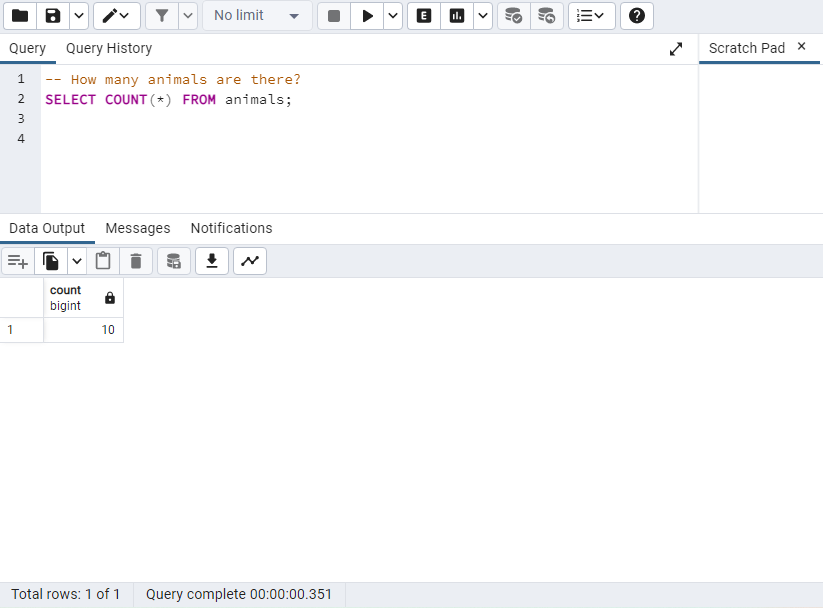 No limit
E
Query Query History
Scratch Pad
1 -- How many animals are there?
2 SELECT COUNT(*) FROM animals;
3
4
Data Output Messages Notifications
count
bigint
1 10
Total rows: 1 of 1 Query complete 00:00:00.351